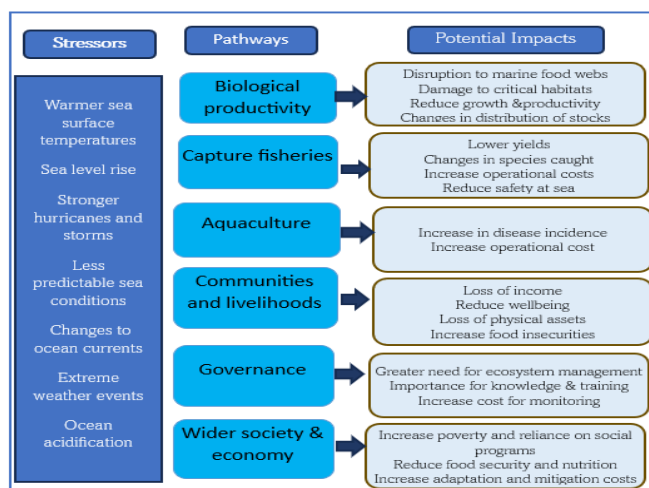 Stressors
Warmer sea
surface
temperatures
Sea level rise
Stronger
hurricanes and
storms
Less
predictable sea
conditions
Changes to
ocean currents
Extreme
weather events
Ocean
acidification
Pathways
Potential Impacts
Biological
productivity
Disruption to marine food webs
Damage to critical habitats
Reduce growth &productivity
Changes in distribution of stocks
Capture fisheries
Lower yields
Changes in species caught
Increase operational costs
Reduce safety at sea
Aquaculture
Increase in disease incidence
Increase operational cost
Communities
and livelihoods
Loss of income
Reduce wellbeing
Loss of physical assets
Increase food insecurities
Governance
Greater need for ecosystem management
Importance for knowledge & training
Increase cost for monitoring
Wider society &
economy
Increase poverty and reliance on social
programs
Reduce food security and nutrition
Increase adaptation and mitigation costs